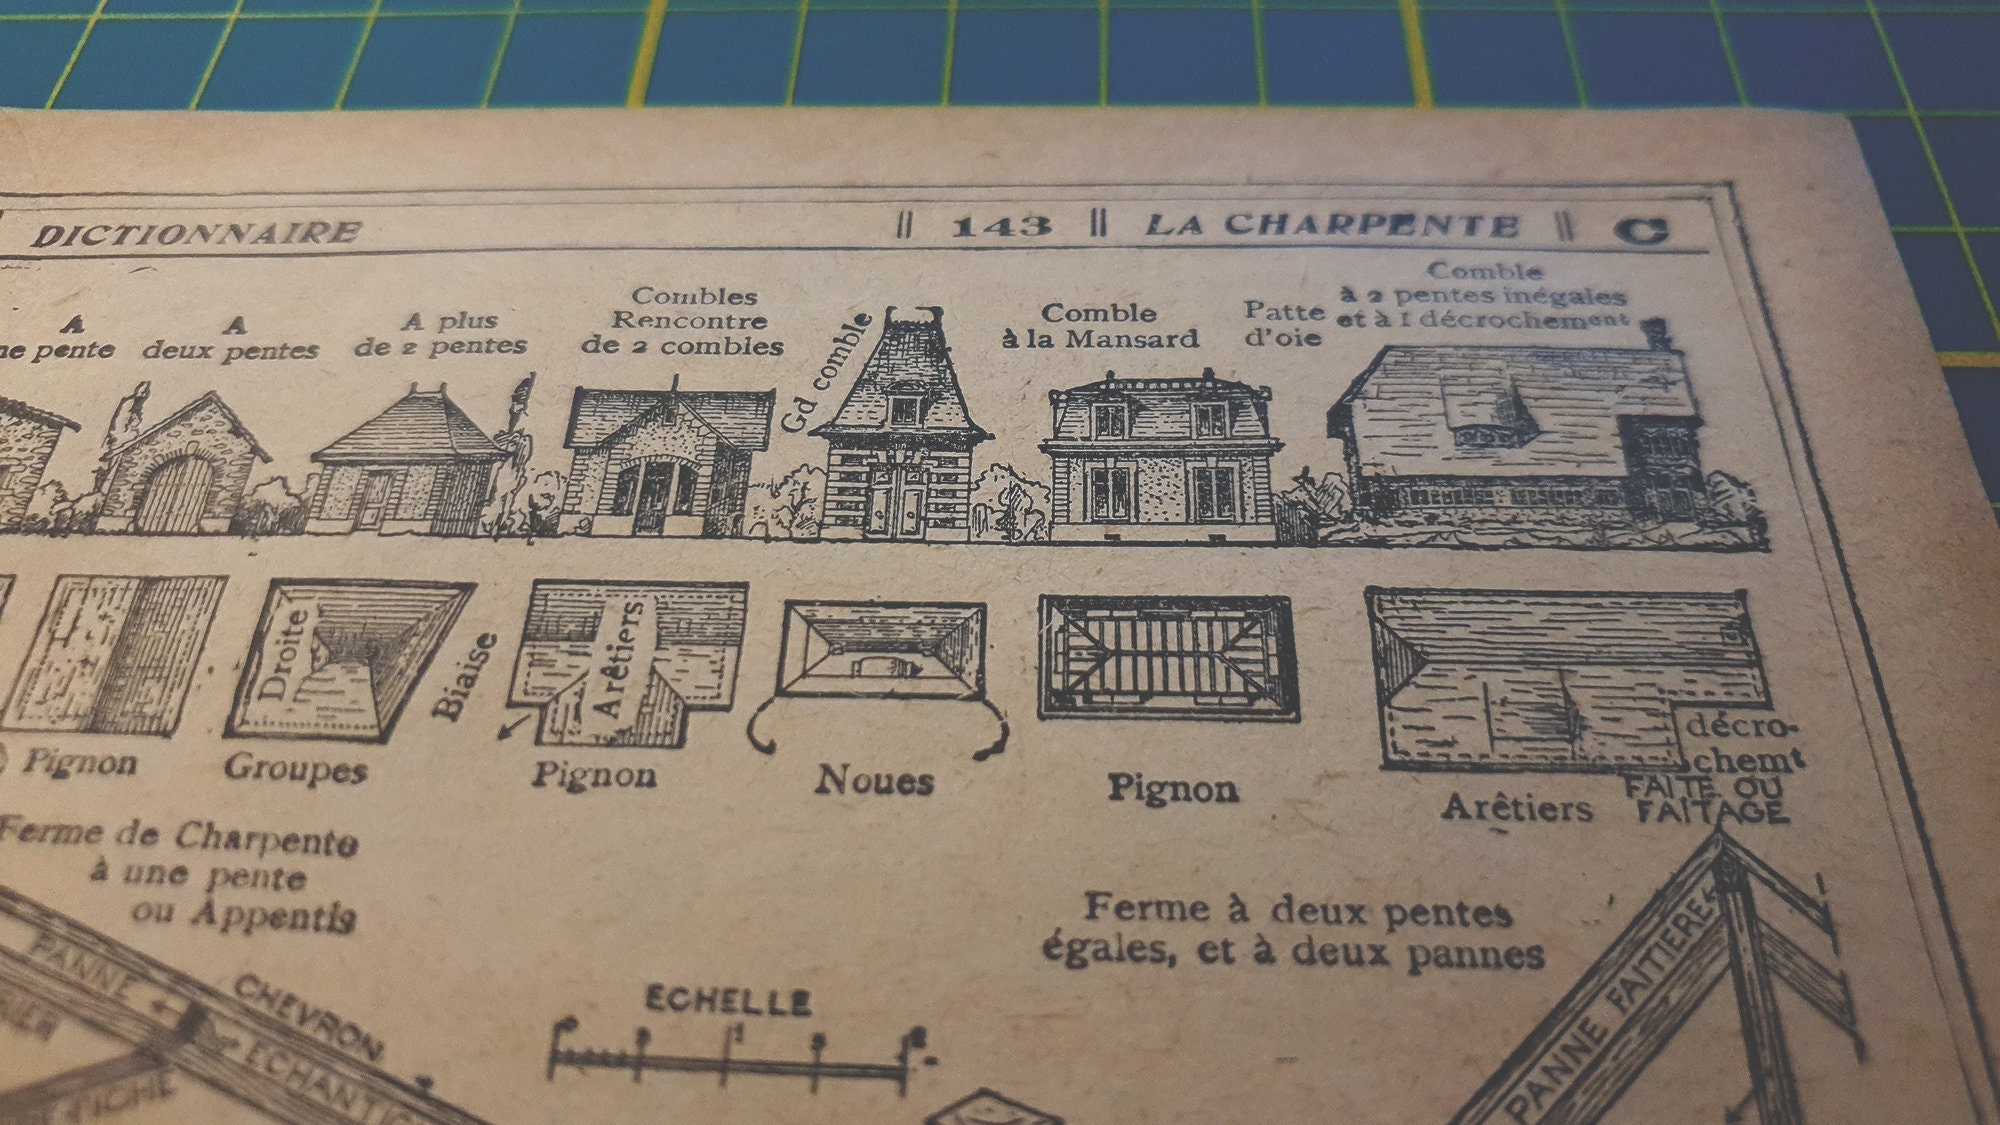 DICTIONNAIRE || 143 || LA CHARPENTE || C
pente
A
deux pentes
A plus
de 2 pentes
Combles
Rencontre
de 2 combles
Gd comble
Comble
à la Mansard
Patte
d'oie
Comble
à 2 pentes inégales
et à 1 décrochement
Droite
Biaise
Arêtiers
décro-
chemt
Pignon
Groupes
Pignon
Noues
Pignon
Arêtiers
FAITE OU
FAITAGE
Ferme de Charpente
à une pente
ou Appentis
Ferme à deux pentes
égales, et à deux pannes
PANNE
CHEVRON
ECHELLE
PANNE FAITIERE